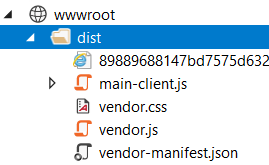 wwwroot
dist
89889688147bd7575d632
main-client.js
vendor.css
vendor.js
vendor-manifest.json